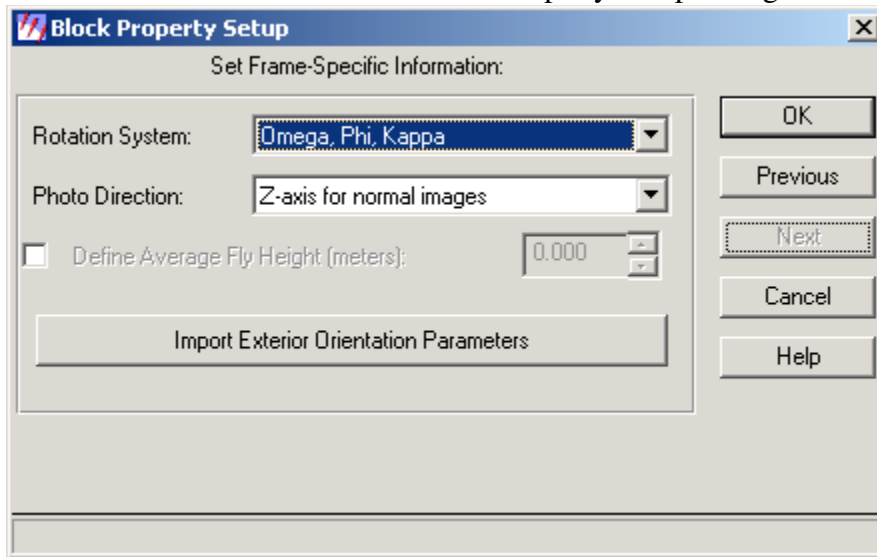 Block Property Setup
Set Frame-Specific Information:
Rotation System: Omega, Phi, Kappa
Photo Direction: Z-axis for normal images
Define Average Fly Height (meters): 0.000
Import Exterior Orientation Parameters
OK
Previous
Next
Cancel
Help